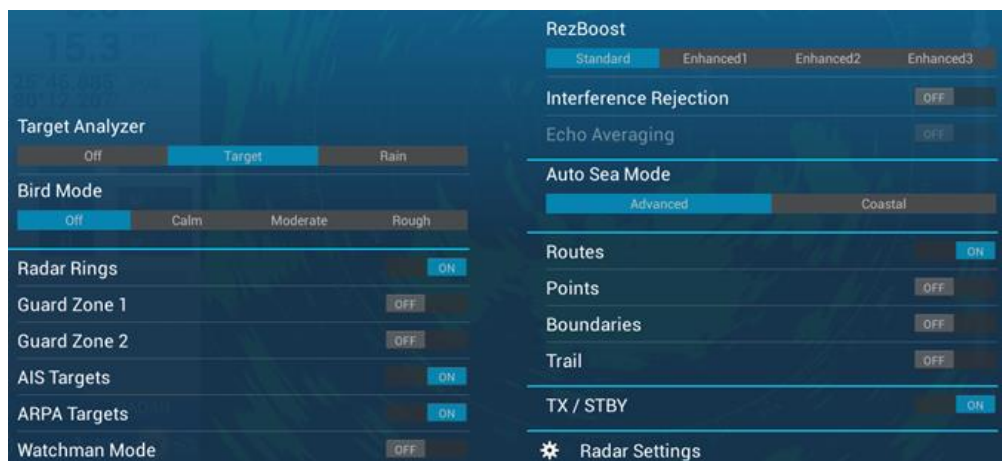 15.3
Target Analyzer
Off Target Rain
Bird Mode
Off Calm Moderate Rough
Radar Rings ON
Guard Zone 1 OFF
Guard Zone 2 OFF
AIS Targets ON
ARPA Targets ON
Watchman Mode OFF
RezBoost
Standard Enhanced1 Enhanced2 Enhanced3
Interference Rejection OFF
Echo Averaging OFF
Auto Sea Mode
Advanced Coastal
Routes ON
Points OFF
Boundaries OFF
Trail OFF
TX / STBY ON
Radar Settings